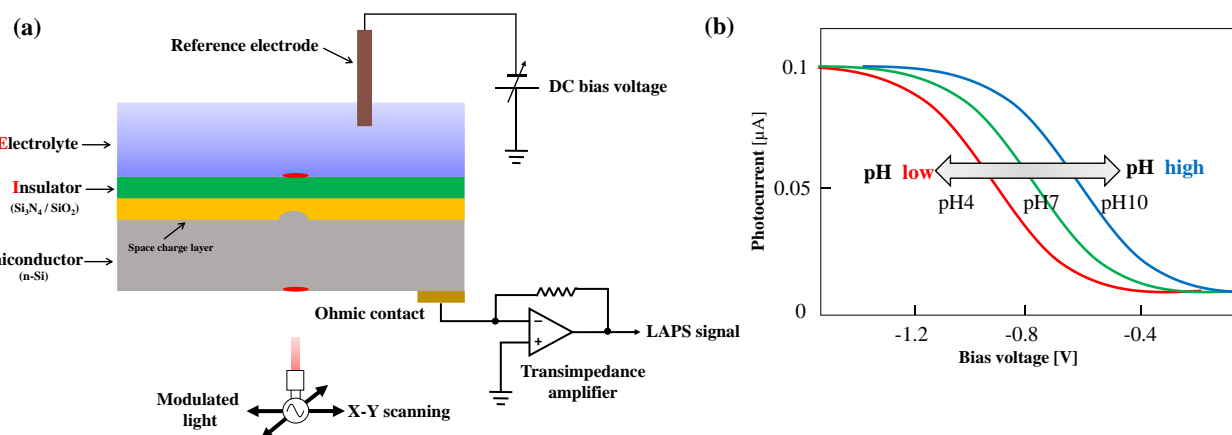 (a)
Reference electrode
DC bias voltage
Electrolyte
Insulator
(Si₃N₄ / SiO₂)
Space charge layer
iconductor
(n-Si)
Ohmic contact
−
+
LAPS signal
Transimpedance
amplifier
Modulated
light
X-Y scanning
(b)
Photocurrent [μA]
0.1
0.05
0
pH low
pH high
pH4
pH7
pH10
-1.2
-0.8
-0.4
Bias voltage [V]